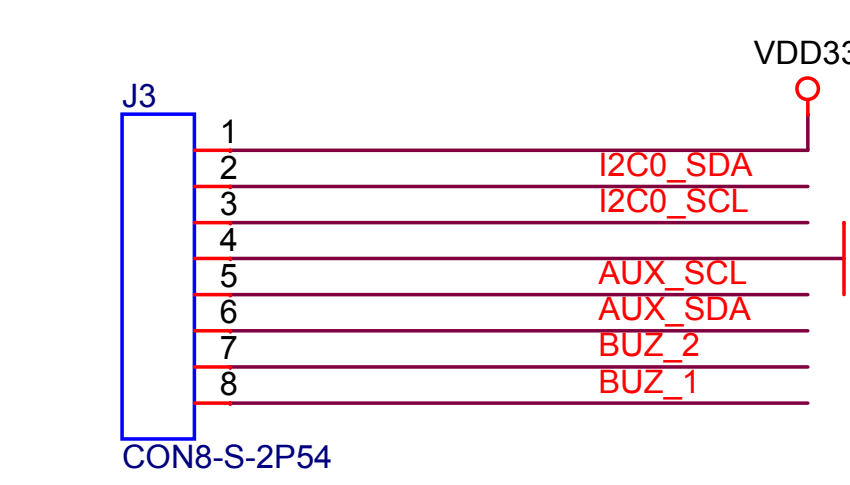 VDD33
J3
1
2 I2C0_SDA
3 I2C0_SCL
4
5 AUX_SCL
6 AUX_SDA
7 BUZ_2
8 BUZ_1
CON8-S-2P54